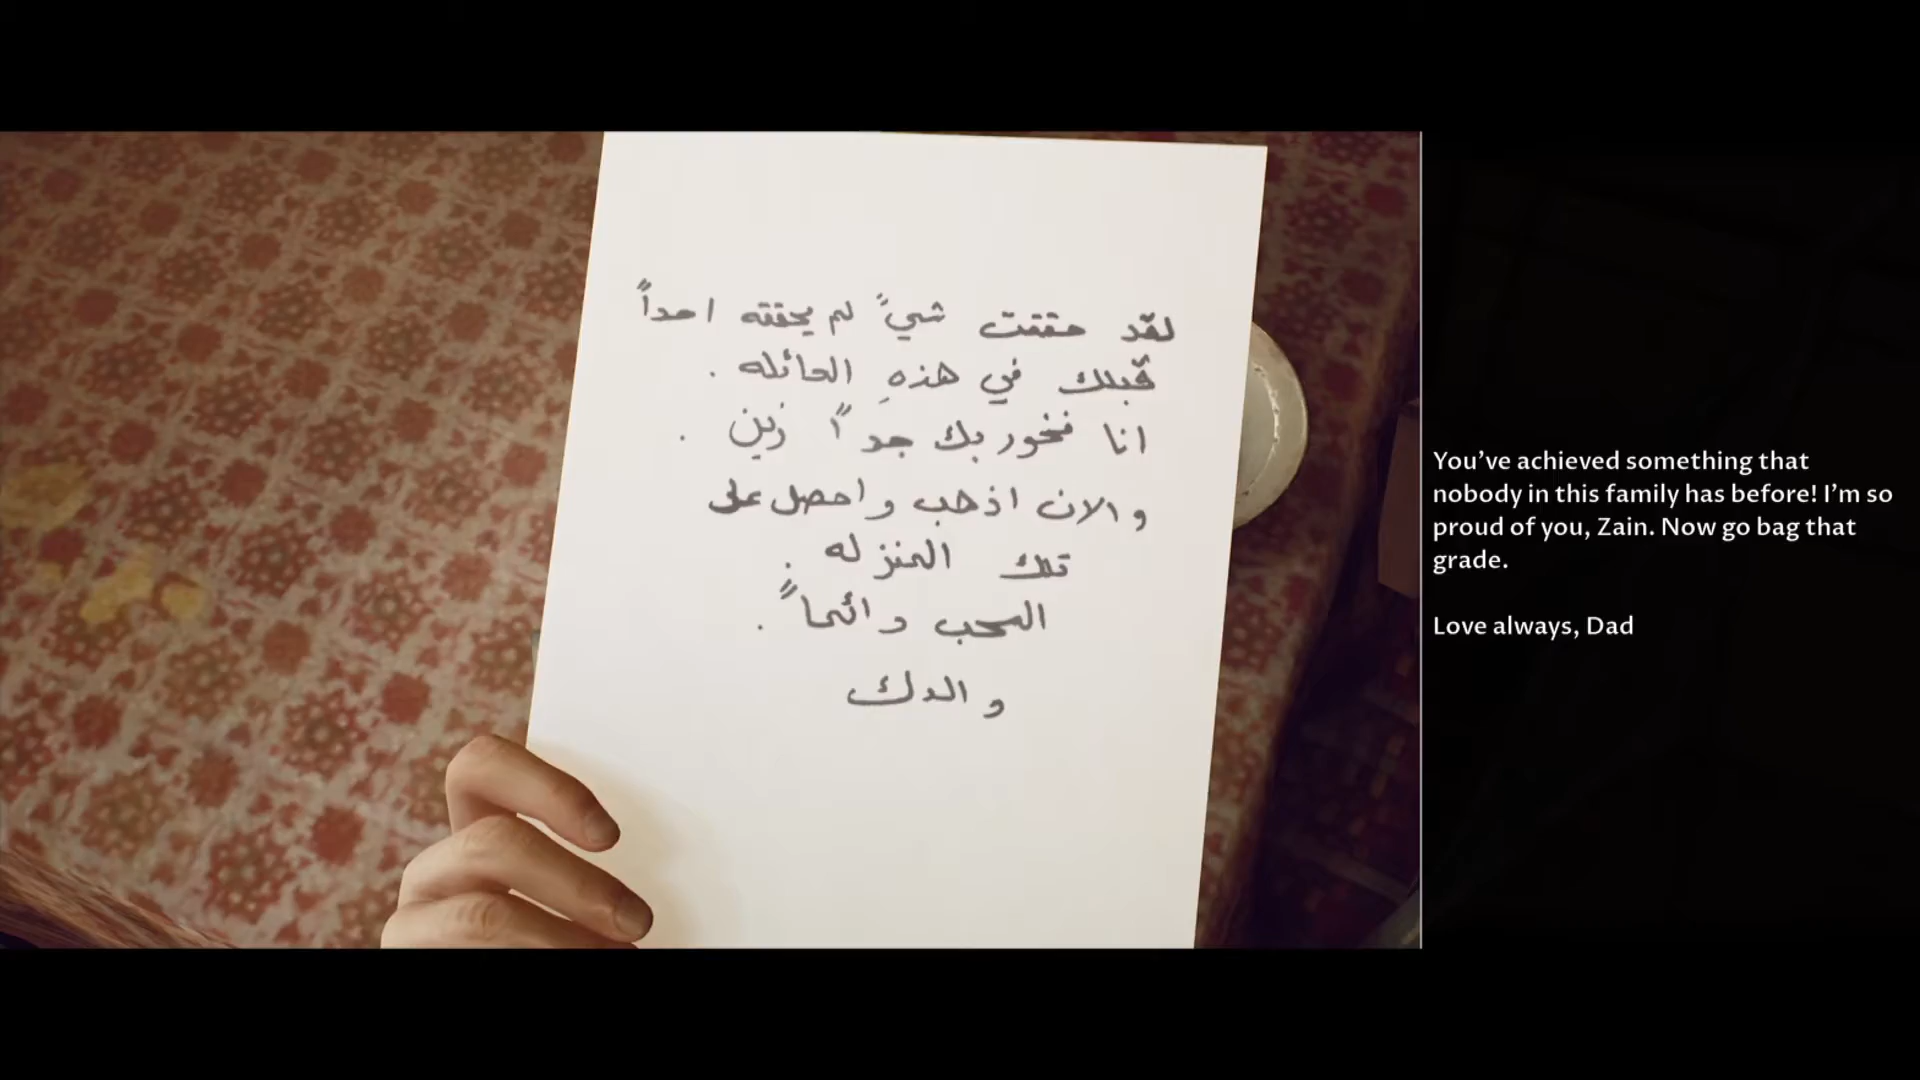 لقد حققت شيءً لم يحققه احداً
قبلك في هذهِ العائله .
انا فخور بك جداً زين .
والان اذهب واحصل على
تلك المنزله .
الحب دائماً .
والدك
You've achieved something that
nobody in this family has before! I'm so
proud of you, Zain. Now go bag that
grade.
Love always, Dad